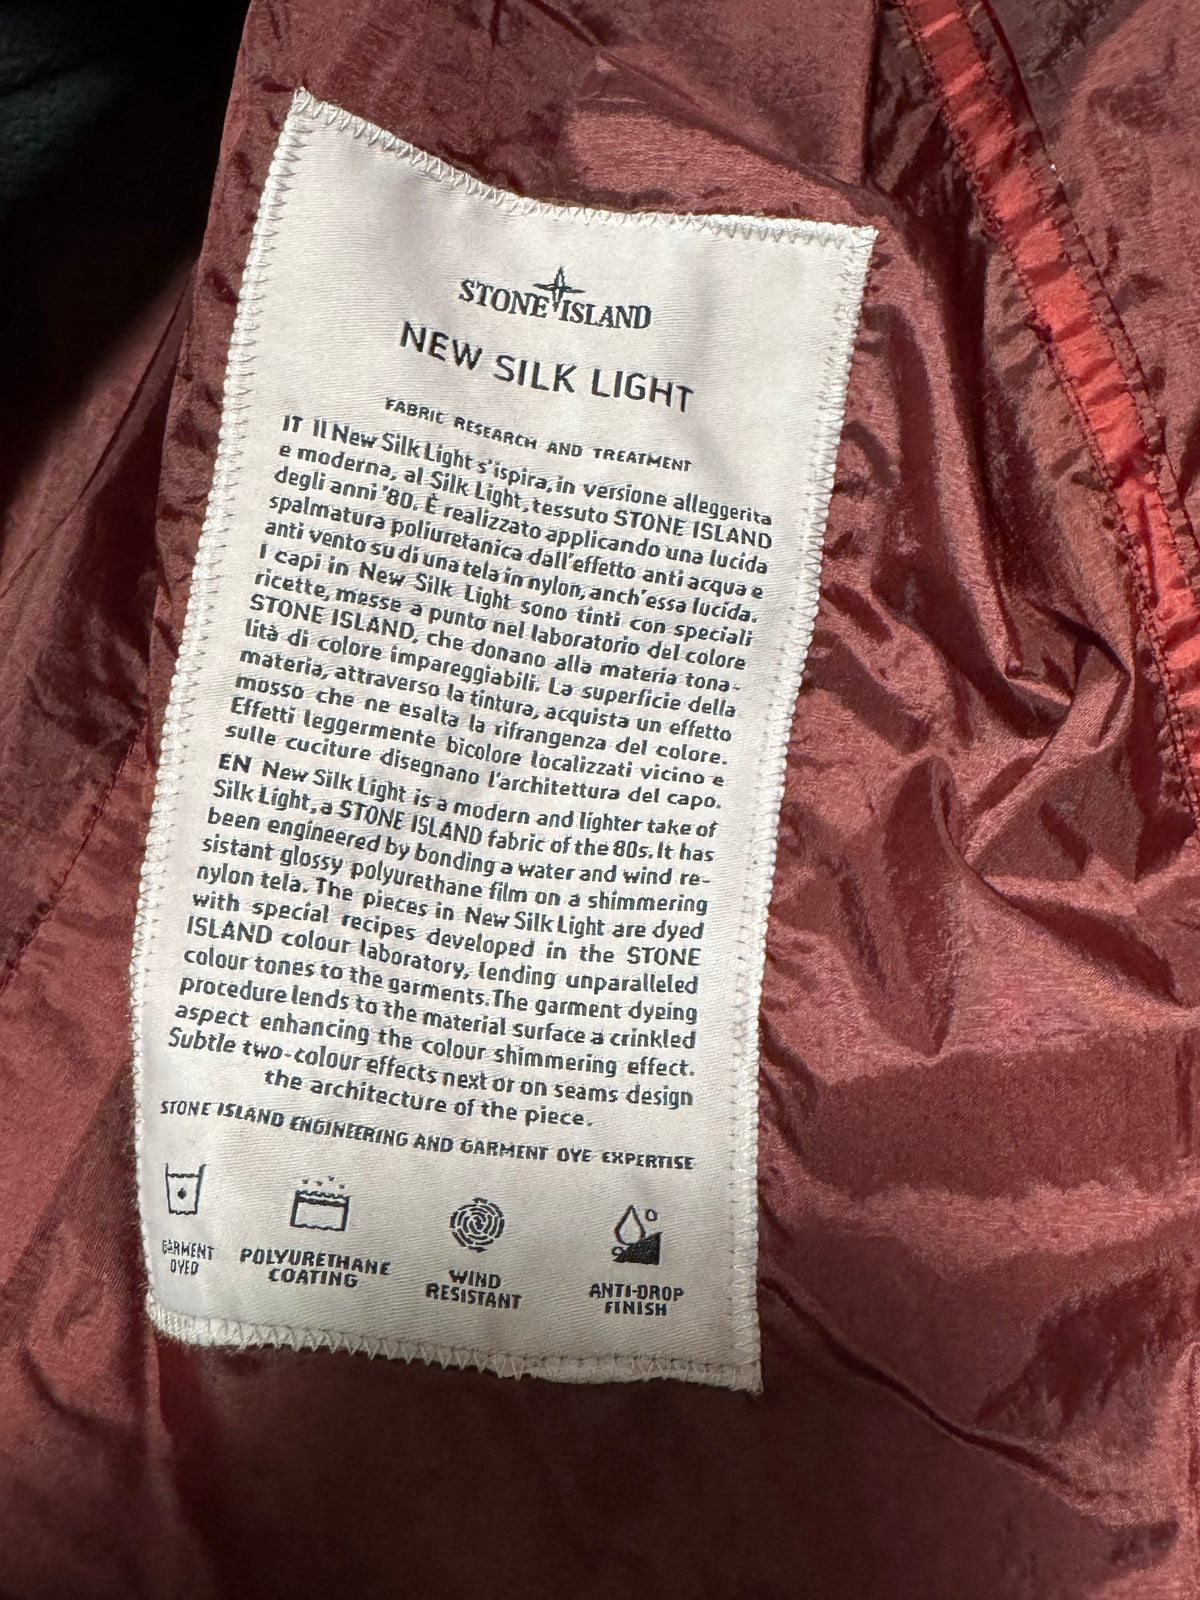 STONE ISLAND
NEW SILK LIGHT
FABRIC RESEARCH AND TREATMENT
IT Il New Silk Light s'ispira, in versione alleggerita
e moderna, al Silk Light, tessuto STONE ISLAND
degli anni '80. È realizzato applicando una lucida
spalmatura poliuretanica dall'effetto anti acqua e
anti vento su di una tela in nylon, anch'essa lucida.
I capi in New Silk Light sono tinti con speciali
ricette, messe a punto nel laboratorio del colore
STONE ISLAND, che donano alla materia tona-
lità di colore impareggiabili. La superficie della
materia, attraverso la tintura, acquista un effetto
mosso che ne esalta la rifrangenza del colore.
Effetti leggermente bicolore localizzati vicino e
sulle cuciture disegnano l'architettura del capo.
EN New Silk Light is a modern and lighter take of
Silk Light, a STONE ISLAND fabric of the 80s. It has
been engineered by bonding a water and wind re-
sistant glossy polyurethane film on a shimmering
nylon tela. The pieces in New Silk Light are dyed
with special recipes developed in the STONE
ISLAND colour laboratory, lending unparalleled
colour tones to the garments. The garment dyeing
procedure lends to the material surface a crinkled
aspect enhancing the colour shimmering effect.
Subtle two-colour effects next or on seams design
the architecture of the piece.
STONE ISLAND ENGINEERING AND GARMENT DYE EXPERTISE
GARMENT
DYED
POLYURETHANE
COATING
WIND
RESISTANT
ANTI-DROP
FINISH